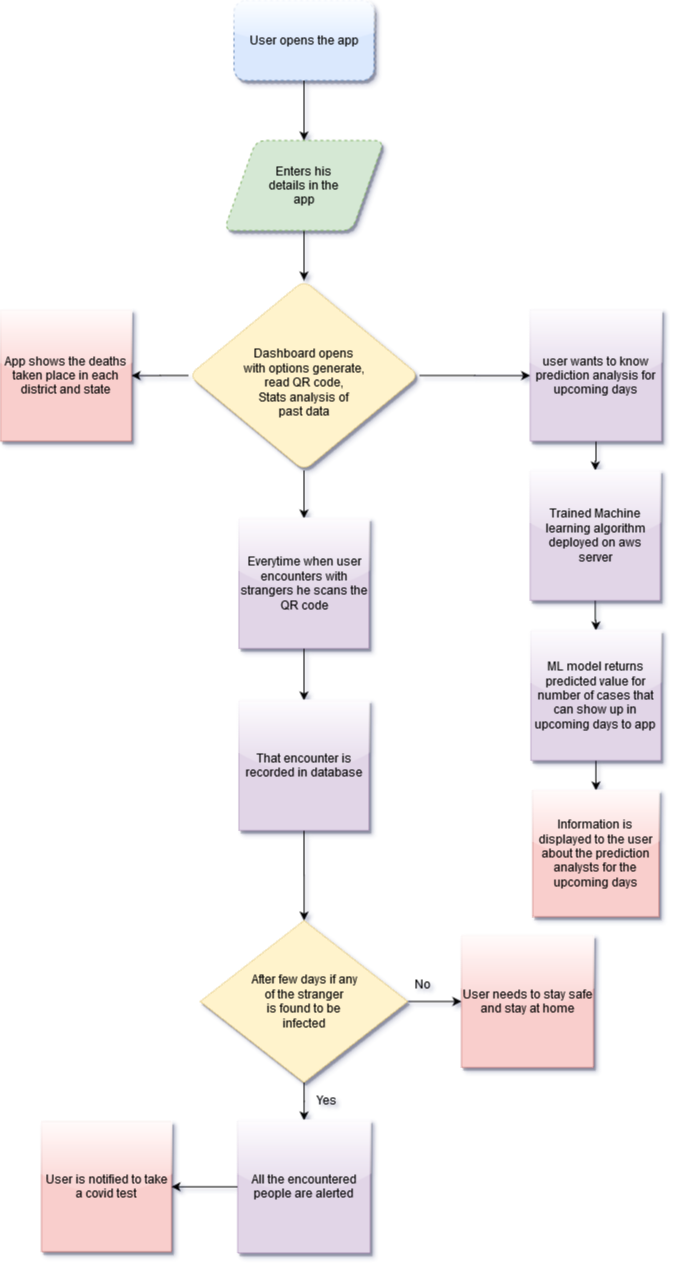 User opens the app
Enters his
details in the
app
Dashboard opens
with options generate,
read QR code,
Stats analysis of
past data
App shows the deaths
taken place in each
district and state
user wants to know
prediction analysis for
upcoming days
Trained Machine
learning algorithm
deployed on aws
server
ML model returns
predicted value for
number of cases that
can show up in
upcoming days to app
Information is
displayed to the user
about the prediction
analysts for the
upcoming days
Everytime when user
encounters with
strangers he scans the
QR code
That encounter is
recorded in database
After few days if any
of the stranger
is found to be
infected
No
User needs to stay safe
and stay at home
Yes
All the encountered
people are alerted
User is notified to take
a covid test